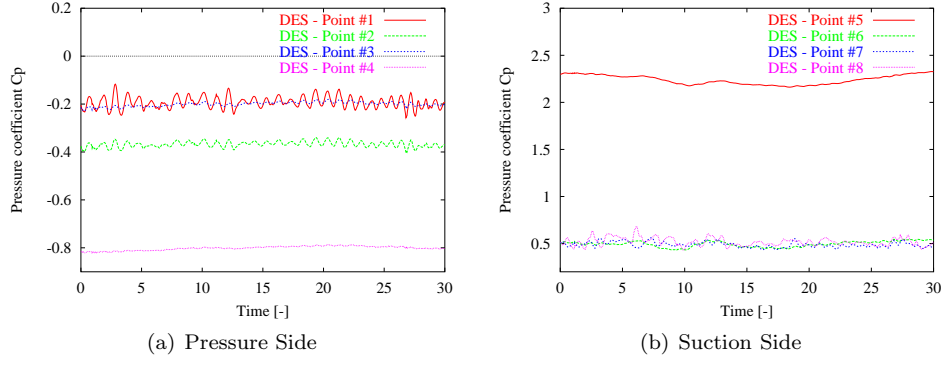 DES - Point #1
DES - Point #2
DES - Point #3
DES - Point #4
0.2
0
-0.2
-0.4
-0.6
-0.8
Pressure coefficient Cp
0 5 10 15 20 25 30
Time [-]
(a) Pressure Side
DES - Point #5
DES - Point #6
DES - Point #7
DES - Point #8
3
2.5
2
1.5
1
0.5
Pressure coefficient Cp
0 5 10 15 20 25 30
Time [-]
(b) Suction Side